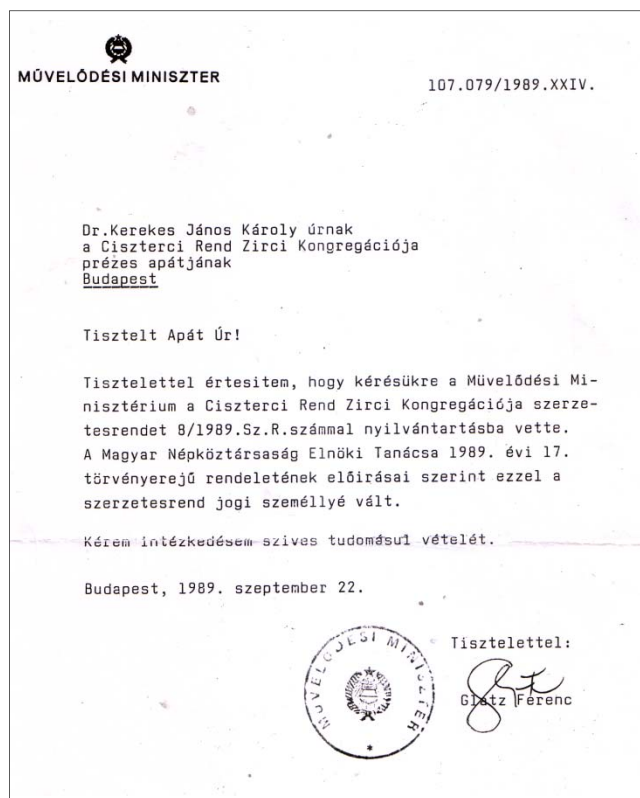 MŰVELŐDÉSI MINISZTER
107.079/1989.XXIV.
Dr.Kerekes János Károly úrnak
a Ciszterci Rend Zirci Kongregációja
prézes apátjának
Budapest
Tisztelt Apát Úr!
Tisztelettel értesitem, hogy kérésükre a Müvelődési Mi-
nisztérium a Ciszterci Rend Zirci Kongregációja szerze-
tesrendet 8/1989.Sz.R.számmal nyilvántartásba vette.
A Magyar Népköztársaság Elnöki Tanácsa 1989. évi 17.
törvényerejű rendeletének előirásai szerint ezzel a
szerzetesrend jogi személlyé vált.
Kérem intézkedésem szives tudomásul vételét.
Budapest, 1989. szeptember 22.
MŰVELŐDÉSI MINISZTER
*
Tisztelettel:
Glatz Ferenc